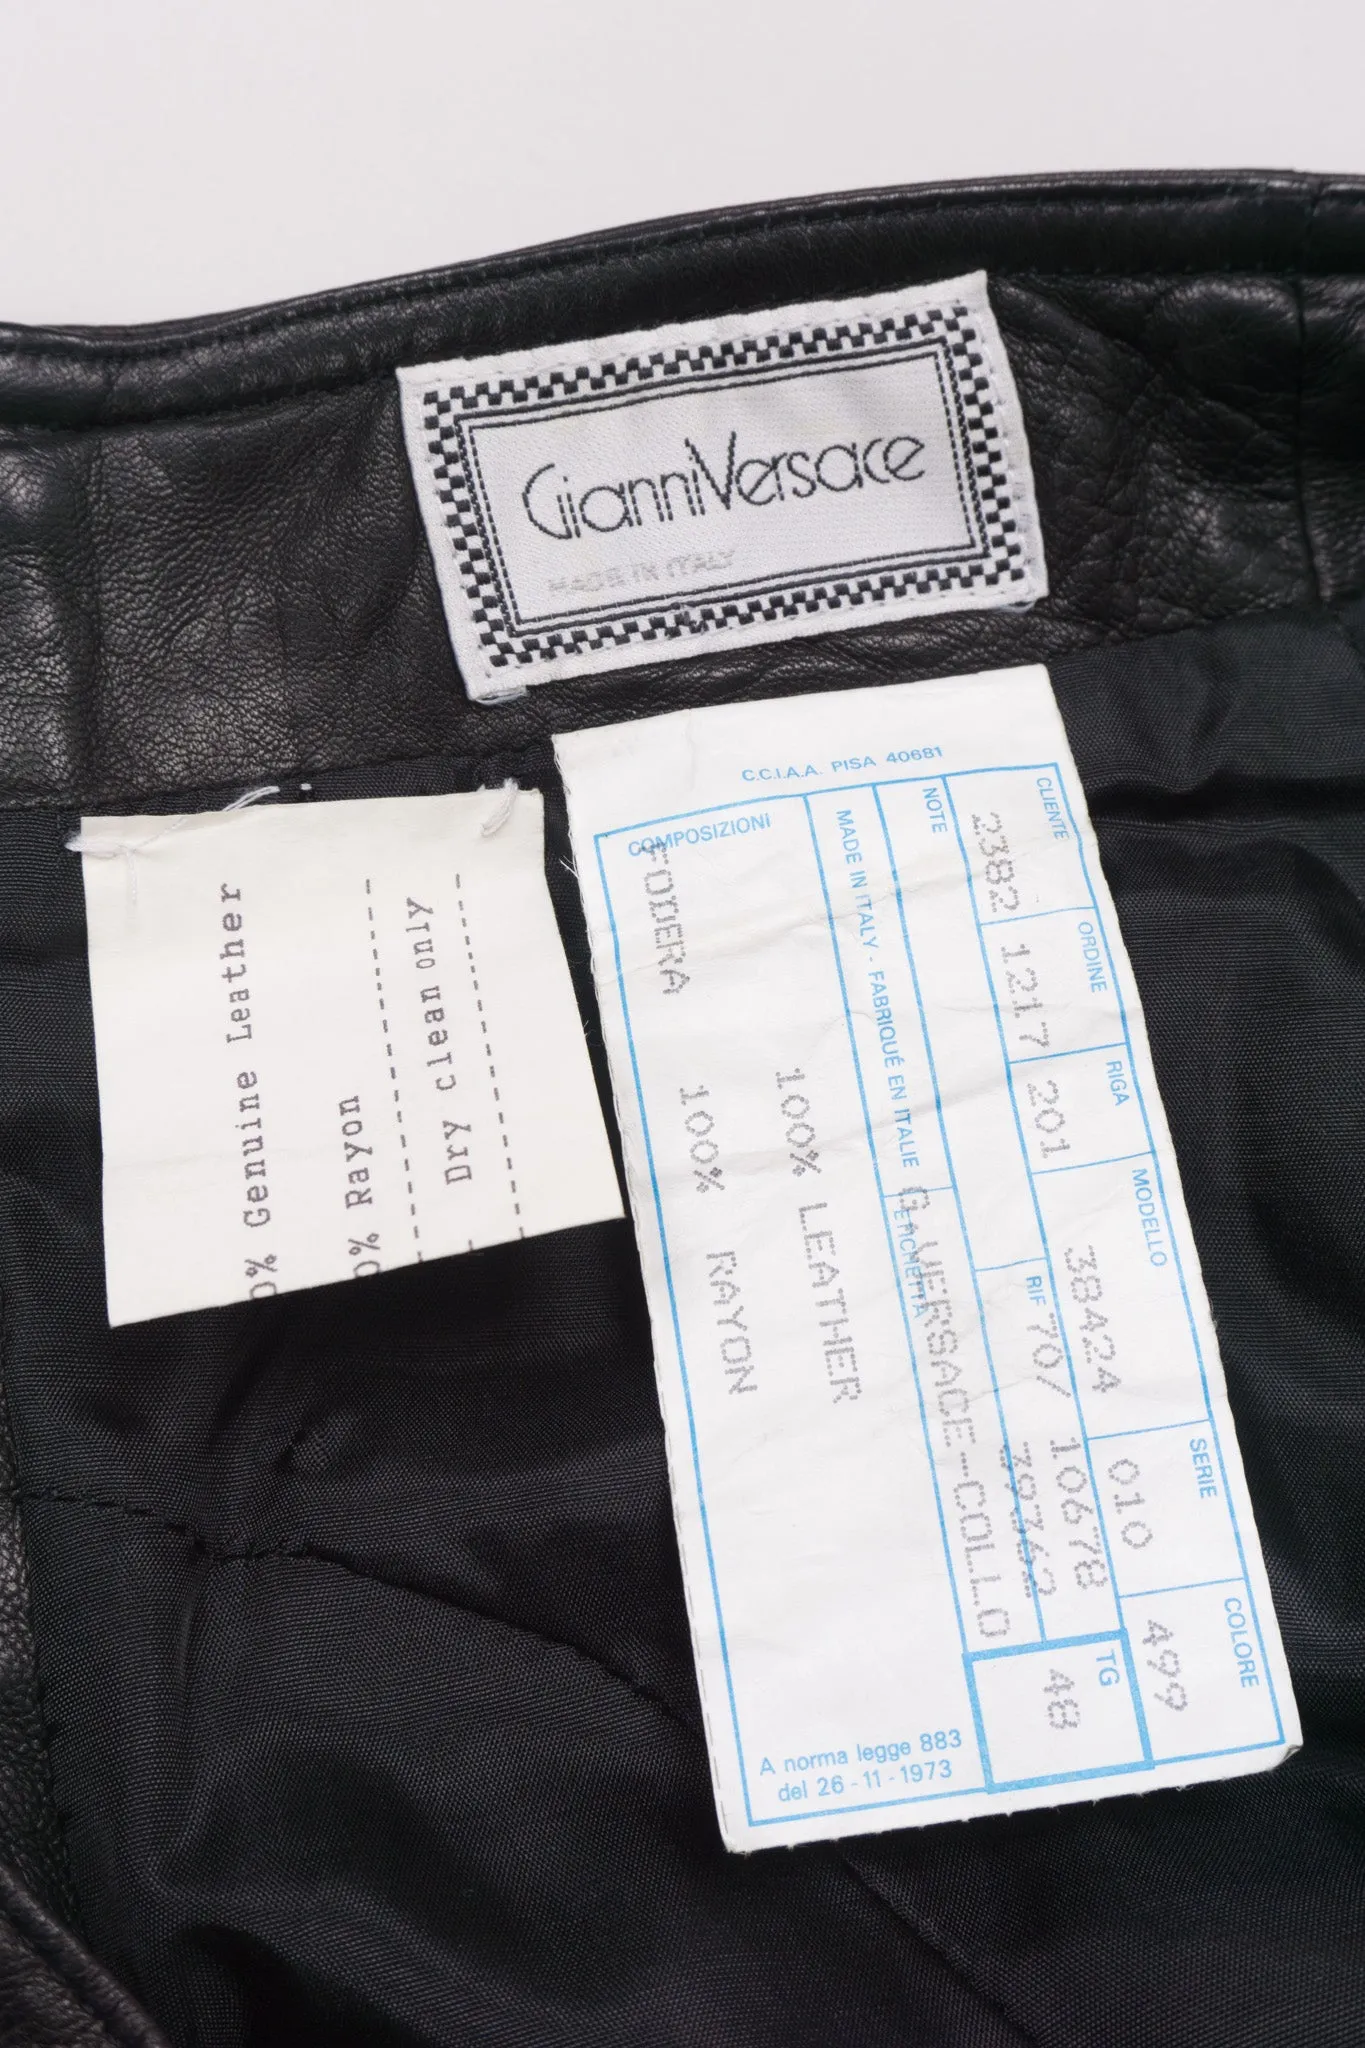 GianniVersace
MADE IN ITALY
0% Genuine Leather
0% Rayon
Dry clean only
C.C.I.A.A. PISA 40681
CLIENTE
2382
ORDINE
1217
RIGA
201
MODELLO
38424
SERIE
010
COLORE
499
NOTE
RIF 70/ 10678
39362
TG
48
MADE IN ITALY - FABRIQUÉ EN ITALIE
ETICHETTA
G.VERSACE-COLLO
COMPOSIZIONI
100% LEATHER
FODERA 100% RAYON
A norma legge 883
del 26-11-1973